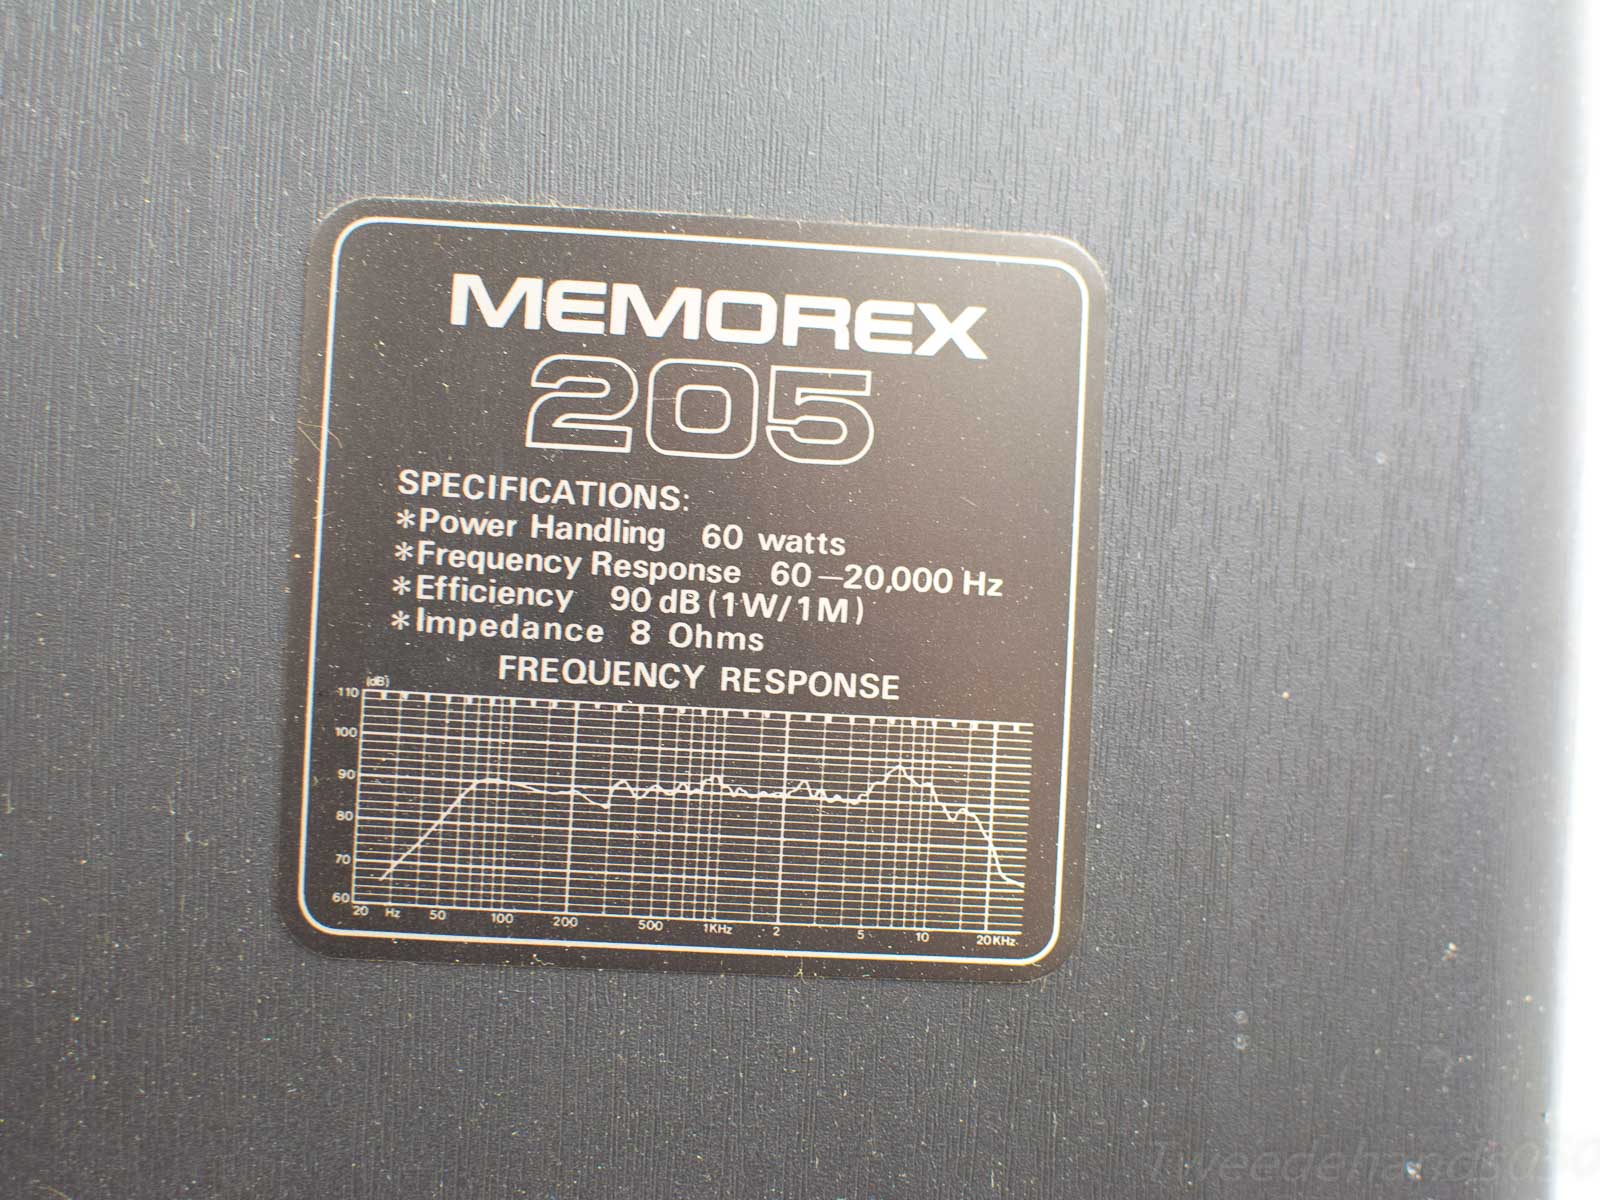 MEMOREX
205
SPECIFICATIONS:
*Power Handling 60 watts
*Frequency Response 60–20,000 Hz
*Efficiency 90 dB (1W/1M)
*Impedance 8 Ohms
FREQUENCY RESPONSE
(dB)
110
100
90
80
70
60
20 Hz 50 100 200 500 1KHz 2 5 10 20KHz
Tweedehands050